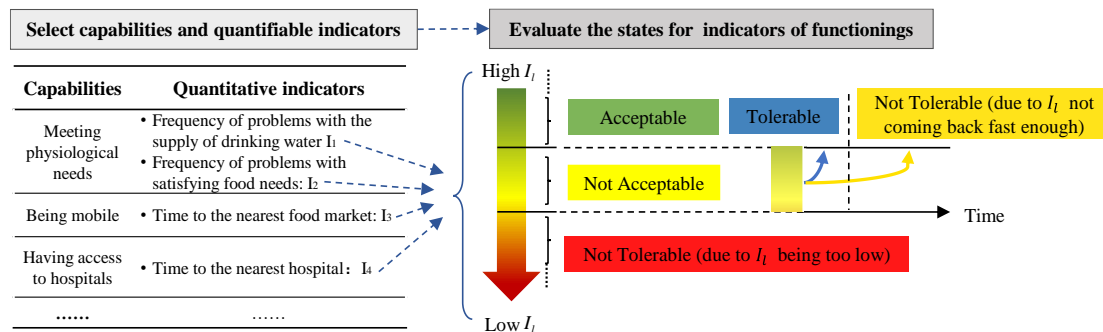 Select capabilities and quantifiable indicators
Evaluate the states for indicators of functionings
Capabilities
Quantitative indicators
Meeting
physiological
needs
• Frequency of problems with the
supply of drinking water I₁
• Frequency of problems with
satisfying food needs: I₂
Being mobile
• Time to the nearest food market: I₃
Having access
to hospitals
• Time to the nearest hospital：I₄
......
......
High I_l
Low I_l
Acceptable
Tolerable
Not Tolerable (due to I_l not
coming back fast enough)
Not Acceptable
Time
Not Tolerable (due to I_l being too low)